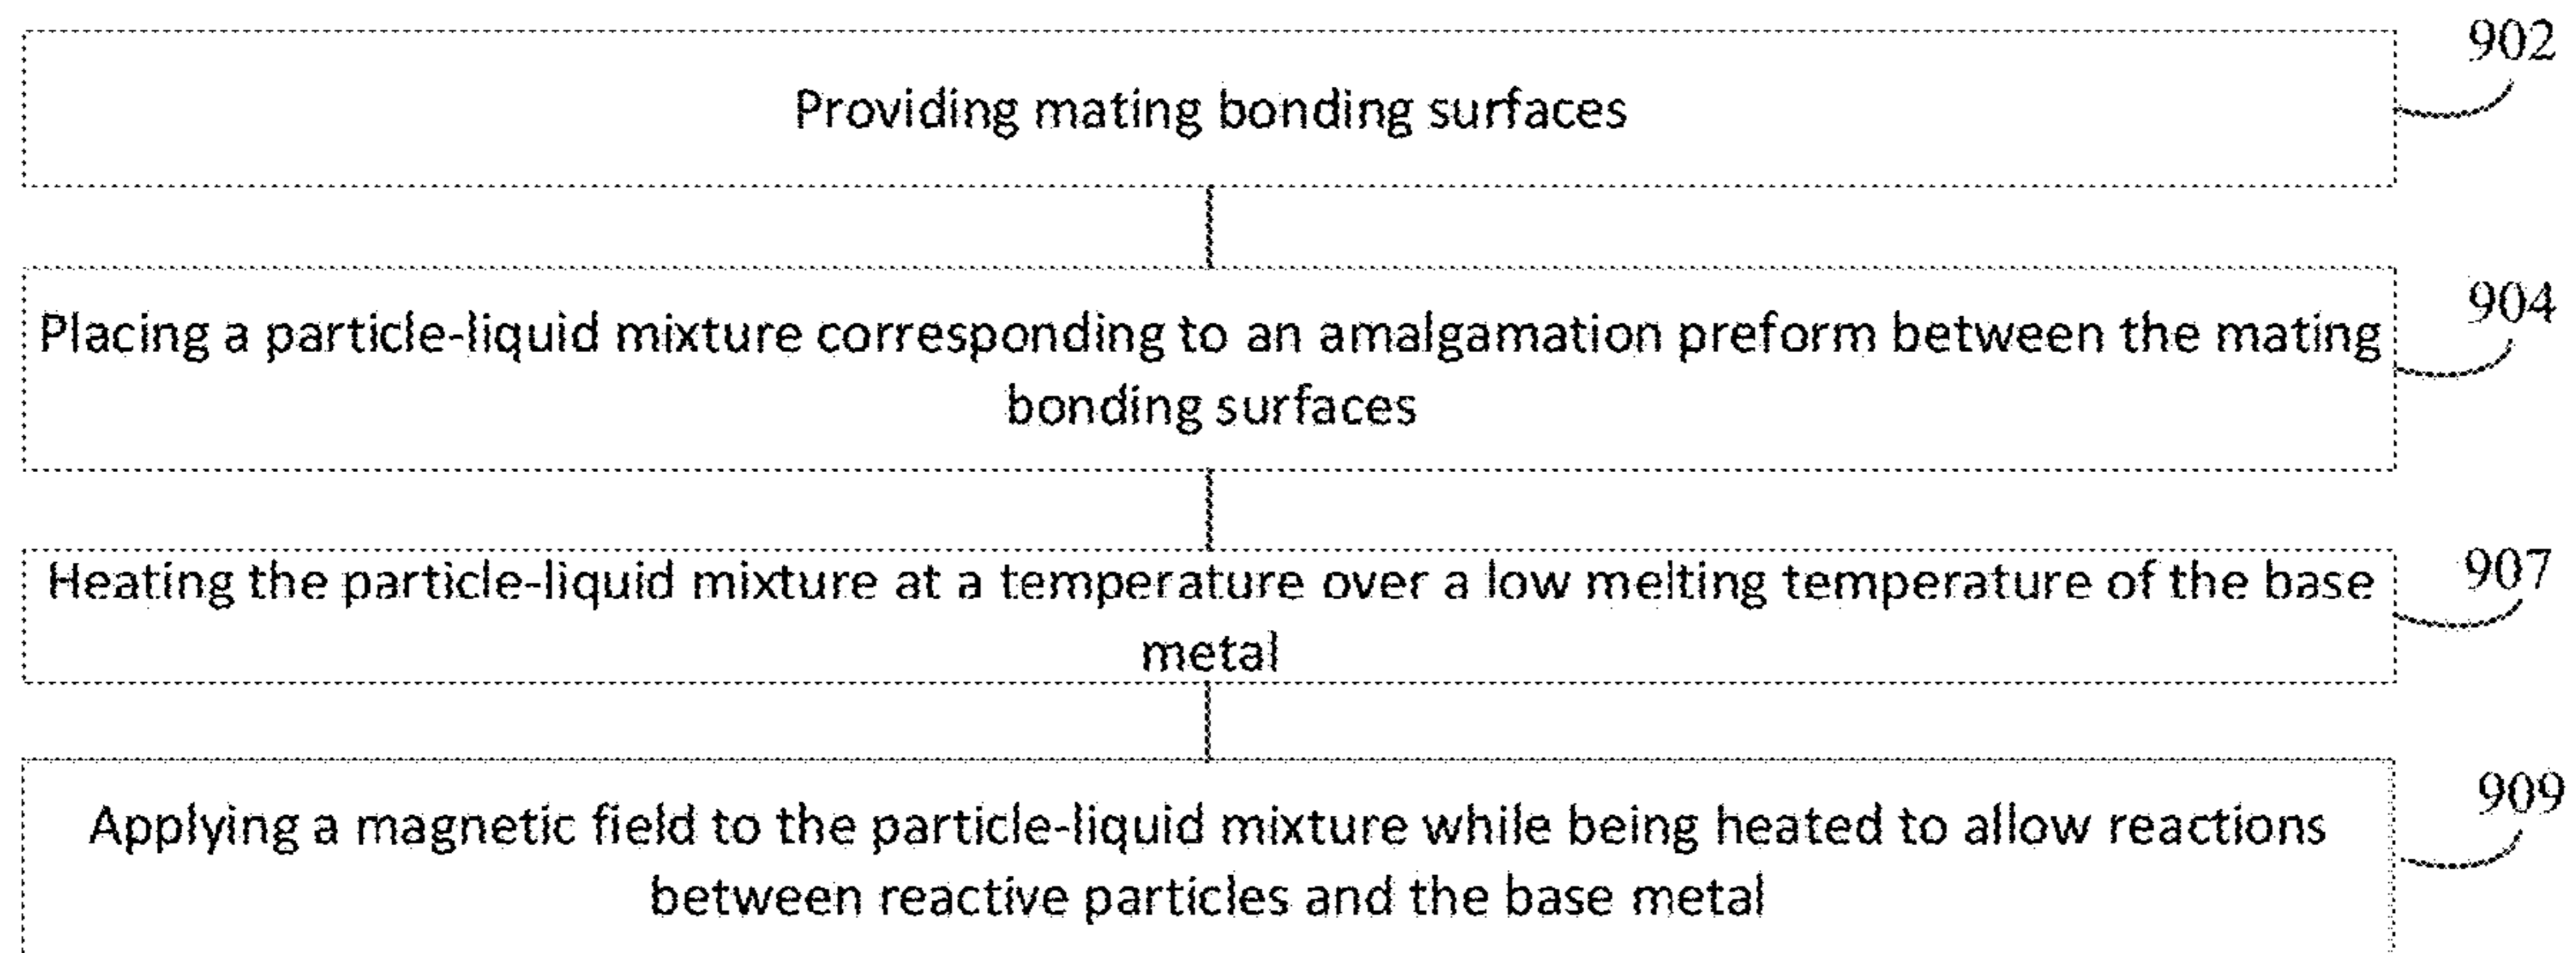 902
Providing mating bonding surfaces
904
Placing a particle-liquid mixture corresponding to an amalgamation preform between the mating
bonding surfaces
907
Heating the particle-liquid mixture at a temperature over a low melting temperature of the base
metal
909
Applying a magnetic field to the particle-liquid mixture while being heated to allow reactions
between reactive particles and the base metal